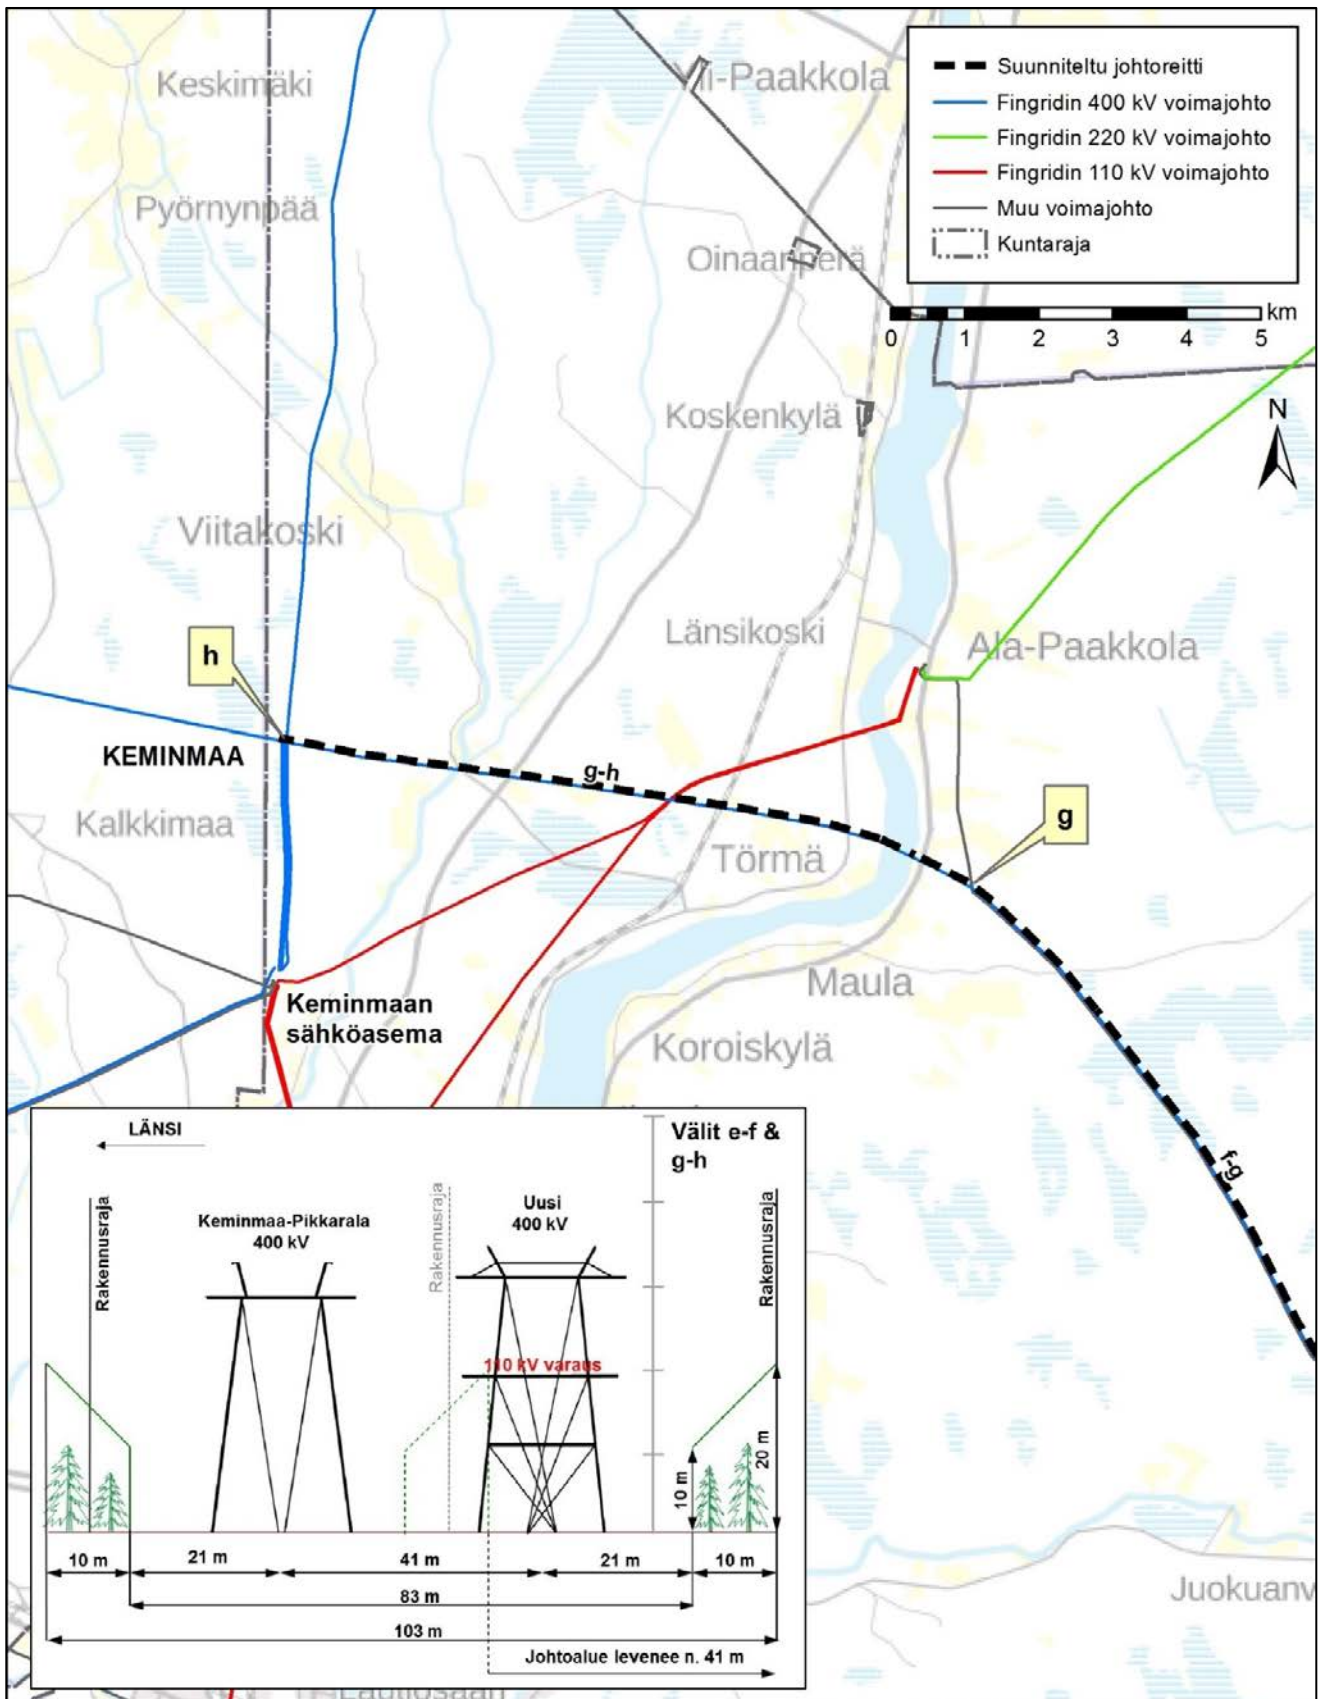 Keskimäki
Yli-Paakkola
Pyörnynpää
Oinaanperä
Suunniteltu johtoreitti
Fingridin 400 kV voimajohto
Fingridin 220 kV voimajohto
Fingridin 110 kV voimajohto
Muu voimajohto
Kuntaraja
km
0 1 2 3 4 5
N
Koskenkylä
Viitakoski
Länsikoski
Ala-Paakkola
h
KEMINMAA
g-h
g
Kalkkimaa
Törmä
Maula
Keminmaan
sähköasema
Koroiskylä
f-g
LÄNSI
Välit e-f &
g-h
Rakennusraja
Keminmaa-Pikkarala
400 kV
Rakennusraja
Uusi
400 kV
Rakennusraja
110 kV varaus
10 m
20 m
10 m
21 m
41 m
21 m
10 m
83 m
103 m
Johtoalue levenee n. 41 m
Juokuanv